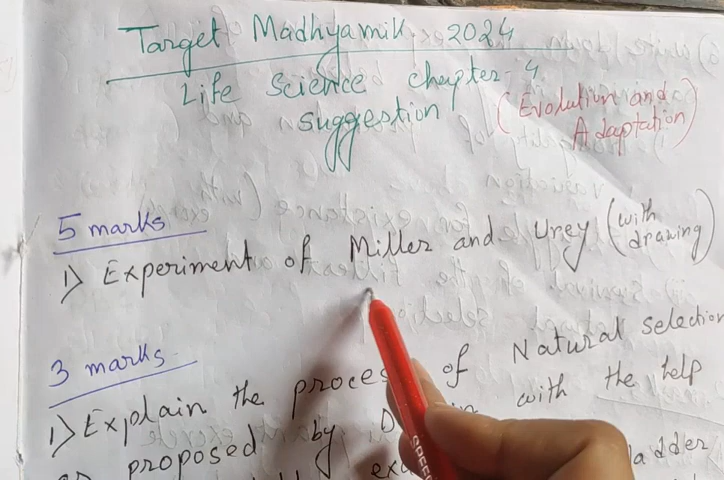 Target Madhyamik 2024
Life Science chapter-4
suggestion
(Evolution and
Adaptation)
5 marks
1) Experiment of Miller and Urey (with
drawing)
3 marks
1) Explain the process of Natural selection
proposed by with the help